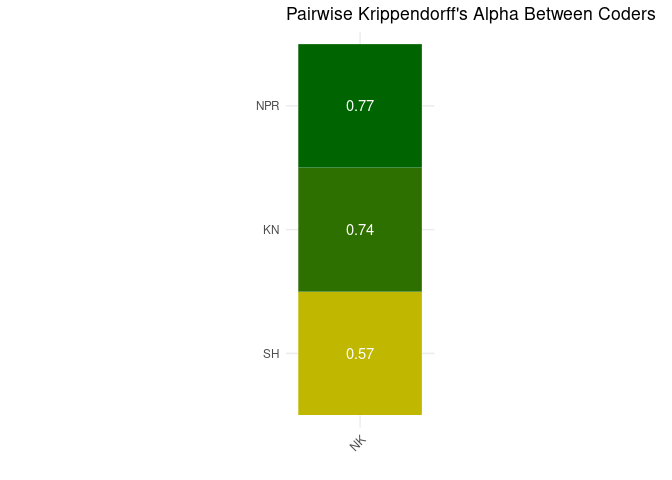 Pairwise Krippendorff's Alpha Between Coders
NPR
0.77
KN
0.74
SH
0.57
NK